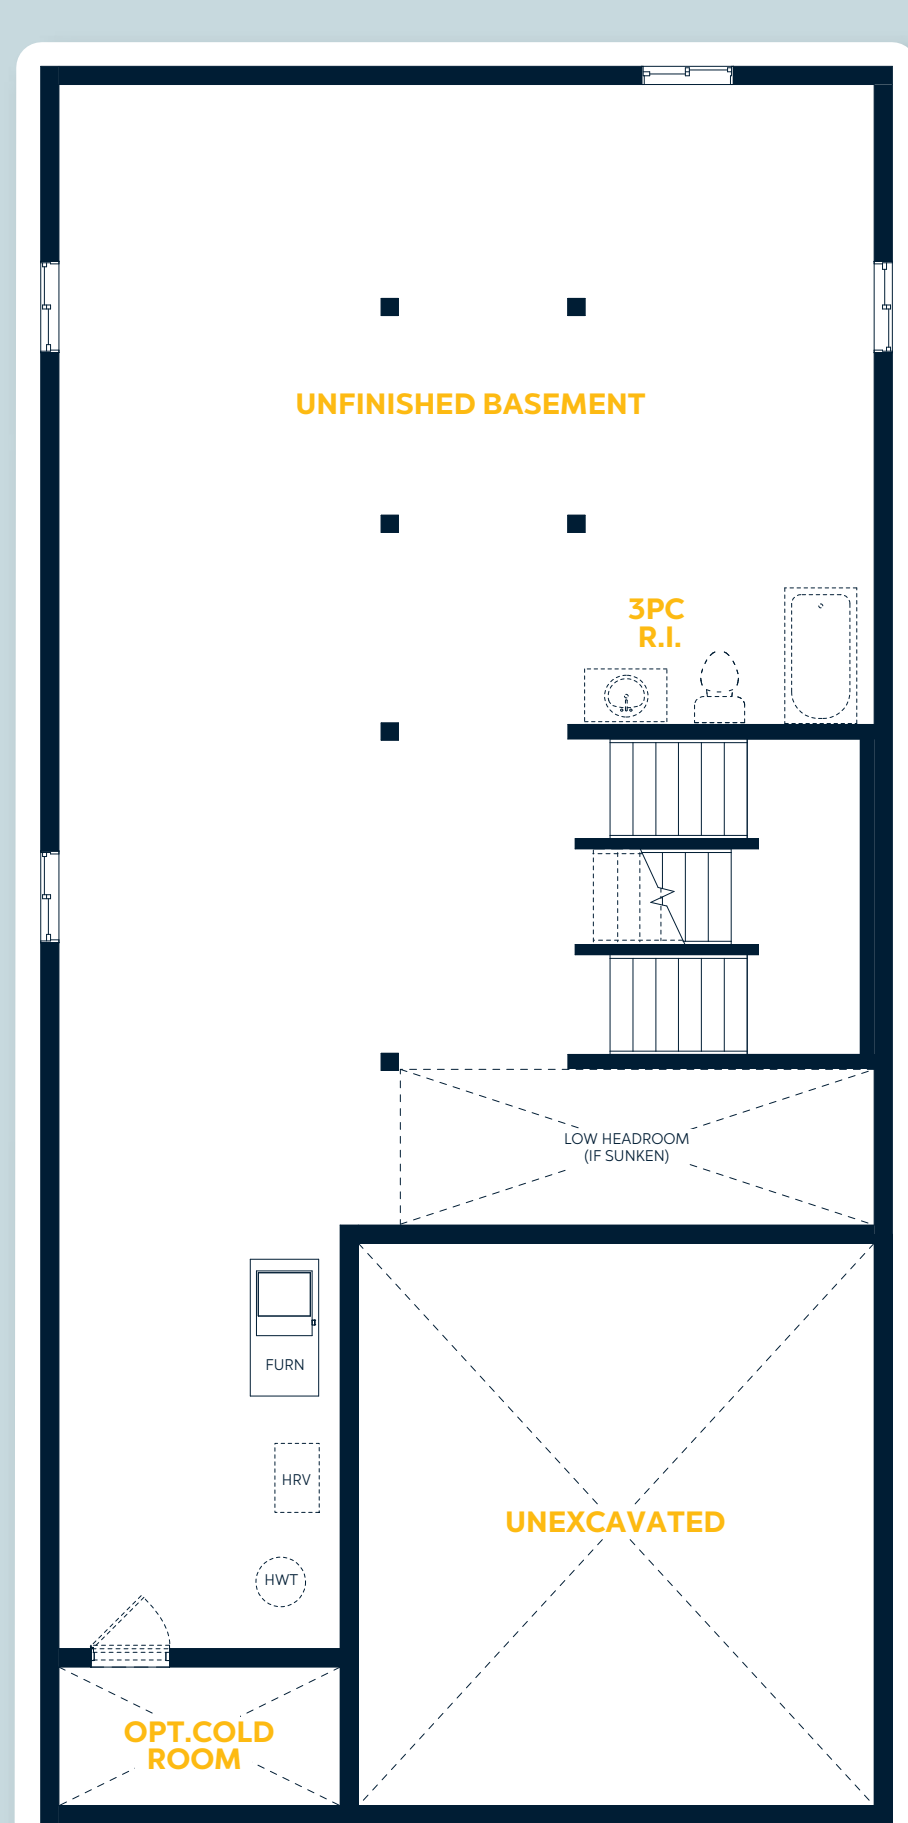 UNFINISHED BASEMENT
3PC
R.I.
LOW HEADROOM
(IF SUNKEN)
FURN
HRV
UNEXCAVATED
HWT
OPT.COLD
ROOM